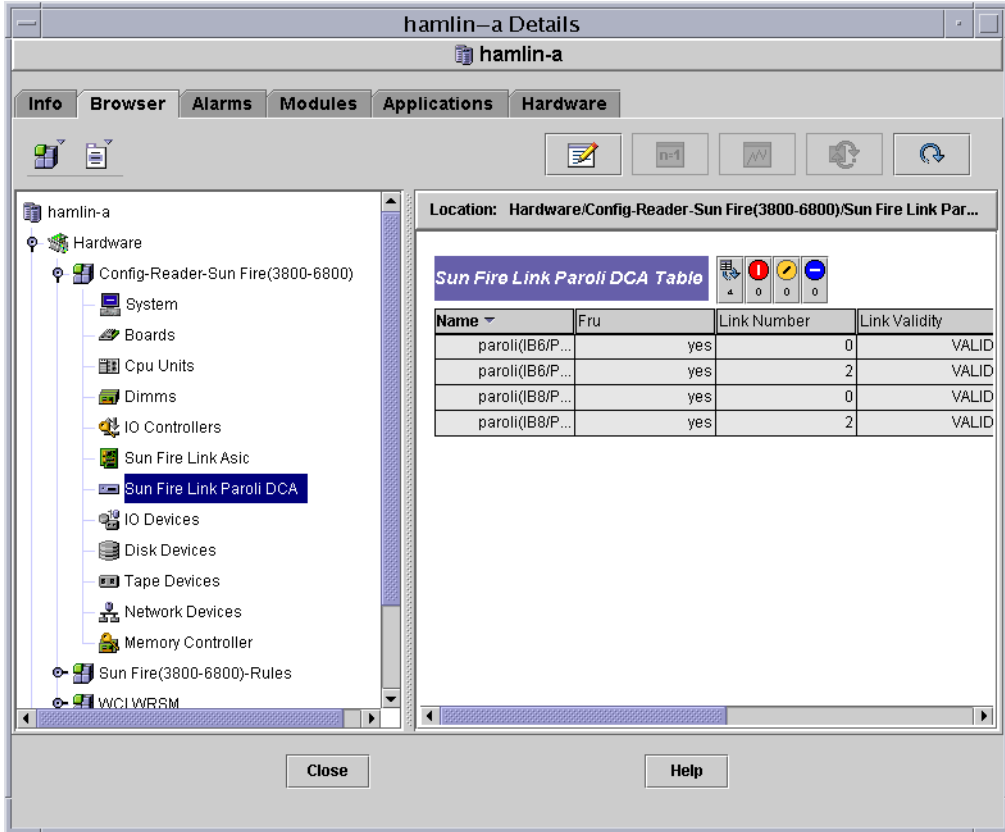 hamlin–a Details
hamlin-a
Info Browser Alarms Modules Applications Hardware
n=1
Location: Hardware/Config-Reader-Sun Fire(3800-6800)/Sun Fire Link Par...
hamlin-a
Hardware
Config-Reader-Sun Fire(3800-6800)
System
Boards
Cpu Units
Dimms
IO Controllers
Sun Fire Link Asic
Sun Fire Link Paroli DCA
IO Devices
Disk Devices
Tape Devices
Network Devices
Memory Controller
Sun Fire(3800-6800)-Rules
WCI WRSM
Sun Fire Link Paroli DCA Table
4 0 0 0
Name Fru Link Number Link Validity
paroli(IB6/P... yes 0 VALID
paroli(IB6/P... yes 2 VALID
paroli(IB8/P... yes 0 VALID
paroli(IB8/P... yes 2 VALID
Close Help